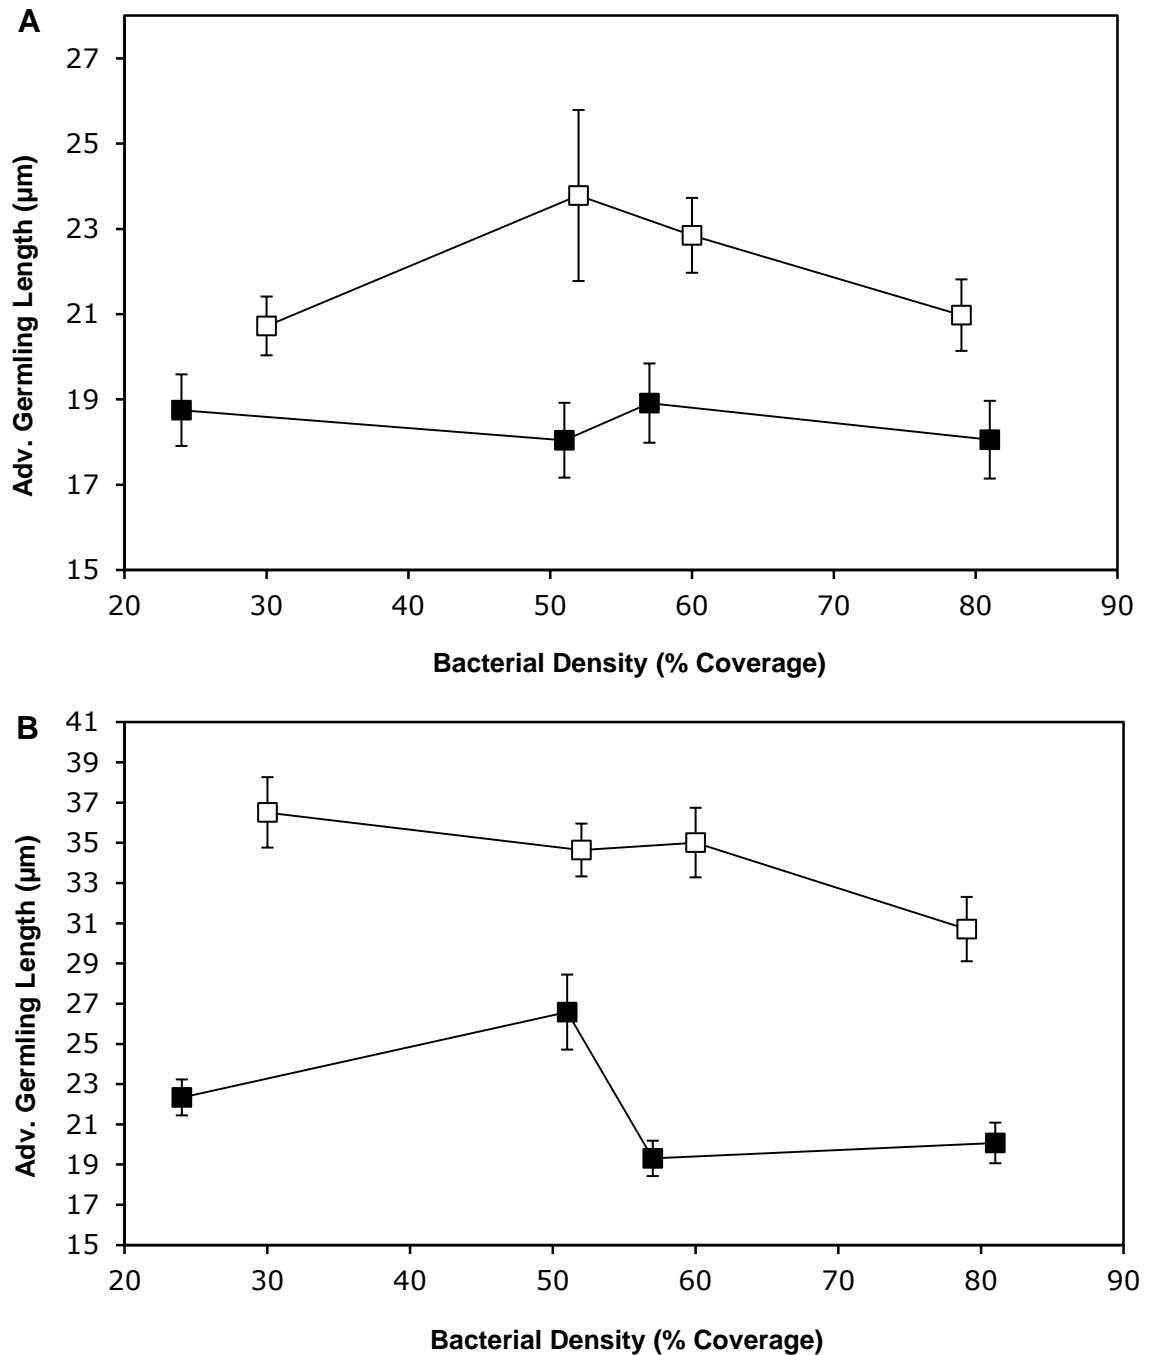 A
Adv. Germling Length (µm)
27
25
23
21
19
17
15
20 30 40 50 60 70 80 90
Bacterial Density (% Coverage)
B
Adv. Germling Length (µm)
41
39
37
35
33
31
29
27
25
23
21
19
17
15
20 30 40 50 60 70 80 90
Bacterial Density (% Coverage)